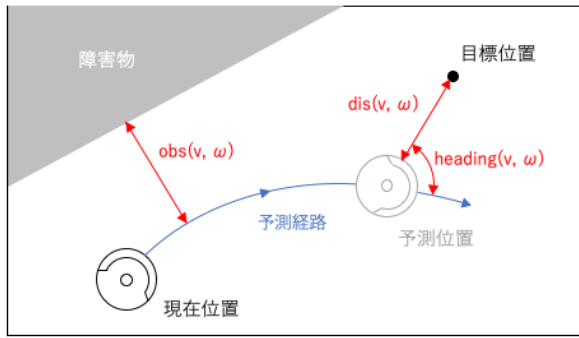 障害物
目標位置
dis(v, ω)
obs(v, ω)
heading(v, ω)
予測経路
予測位置
現在位置